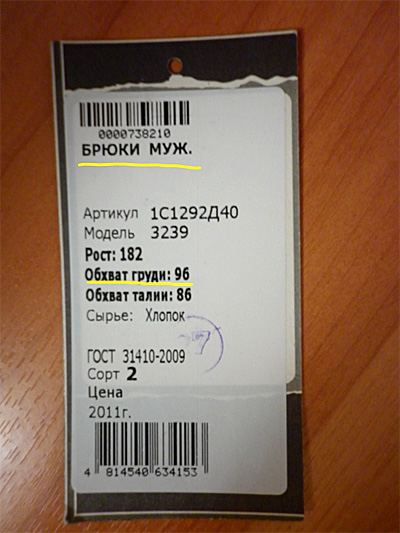 0000738210
БРЮКИ МУЖ.
Артикул 1С1292Д40
Модель 3239
Рост: 182
Обхват груди: 96
Обхват талии: 86
Сырье: Хлопок
7
ГОСТ 31410-2009
Сорт 2
Цена
2011г.
4 814540 634153